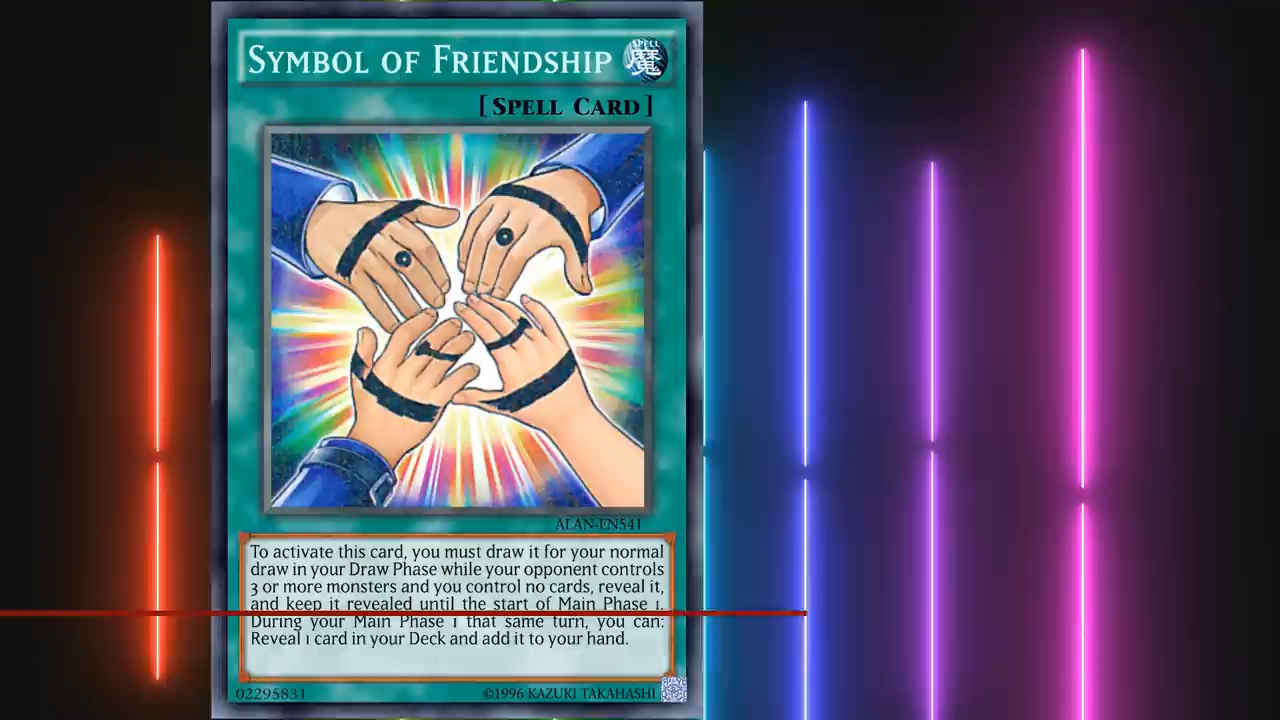 SYMBOL OF FRIENDSHIP
SPELL
魔
[SPELL CARD]
ALAN-EN541
To activate this card, you must draw it for your normal
draw in your Draw Phase while your opponent controls
3 or more monsters and you control no cards, reveal it,
and keep it revealed until the start of Main Phase 1.
During your Main Phase 1 that same turn, you can:
Reveal 1 card in your Deck and add it to your hand.
02295831
©1996 KAZUKI TAKAHASHI